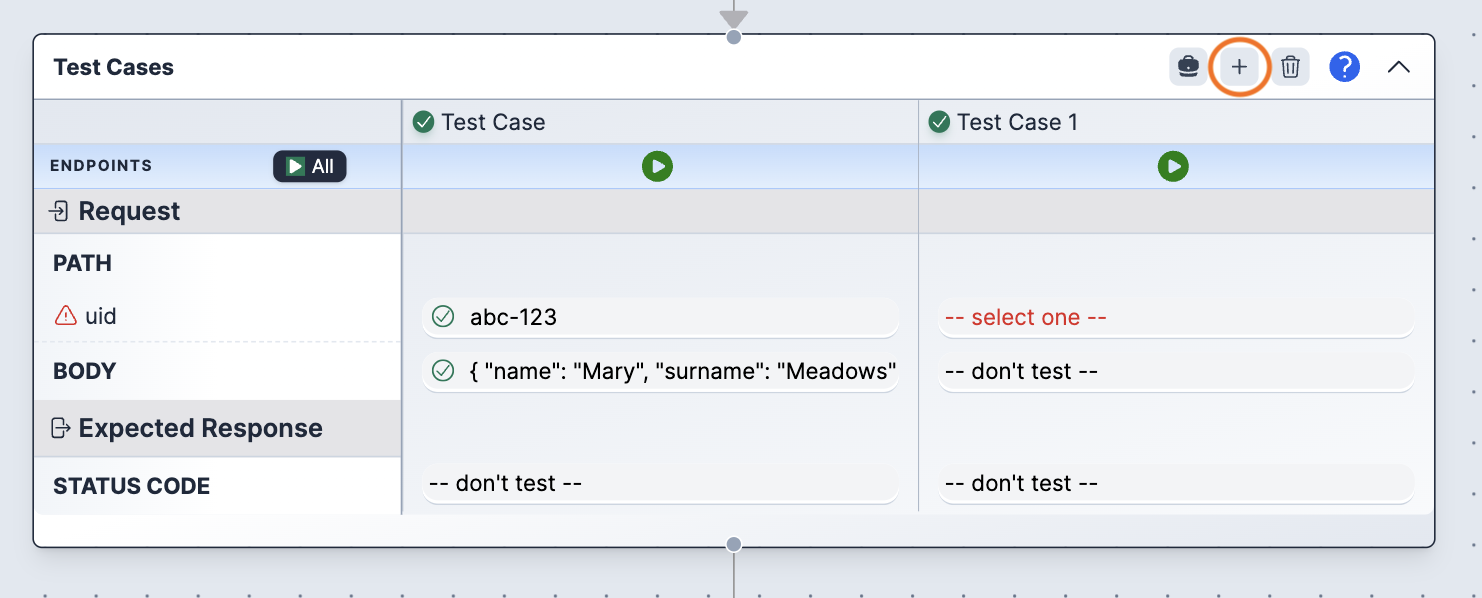 Test Cases ?
Test Case Test Case 1
ENDPOINTS All
Request
PATH
uid abc-123 -- select one --
BODY { "name": "Mary", "surname": "Meadows" -- don't test --
Expected Response
STATUS CODE -- don't test -- -- don't test --